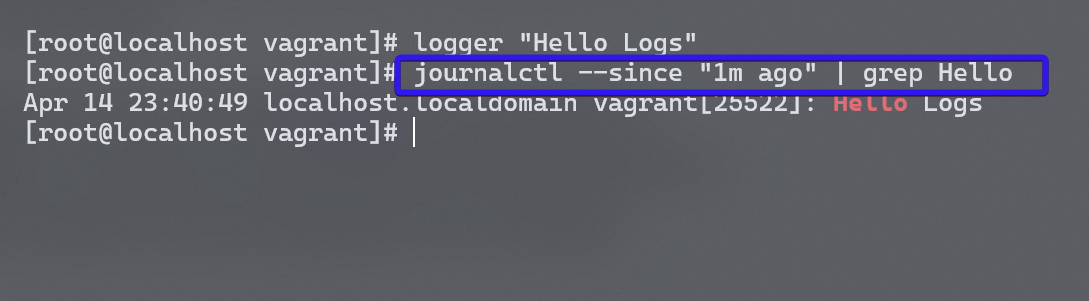 [root@localhost vagrant]# logger "Hello Logs"
[root@localhost vagrant]# journalctl --since "1m ago" | grep Hello
Apr 14 23:40:49 localhost.localdomain vagrant[25522]: Hello Logs
[root@localhost vagrant]#